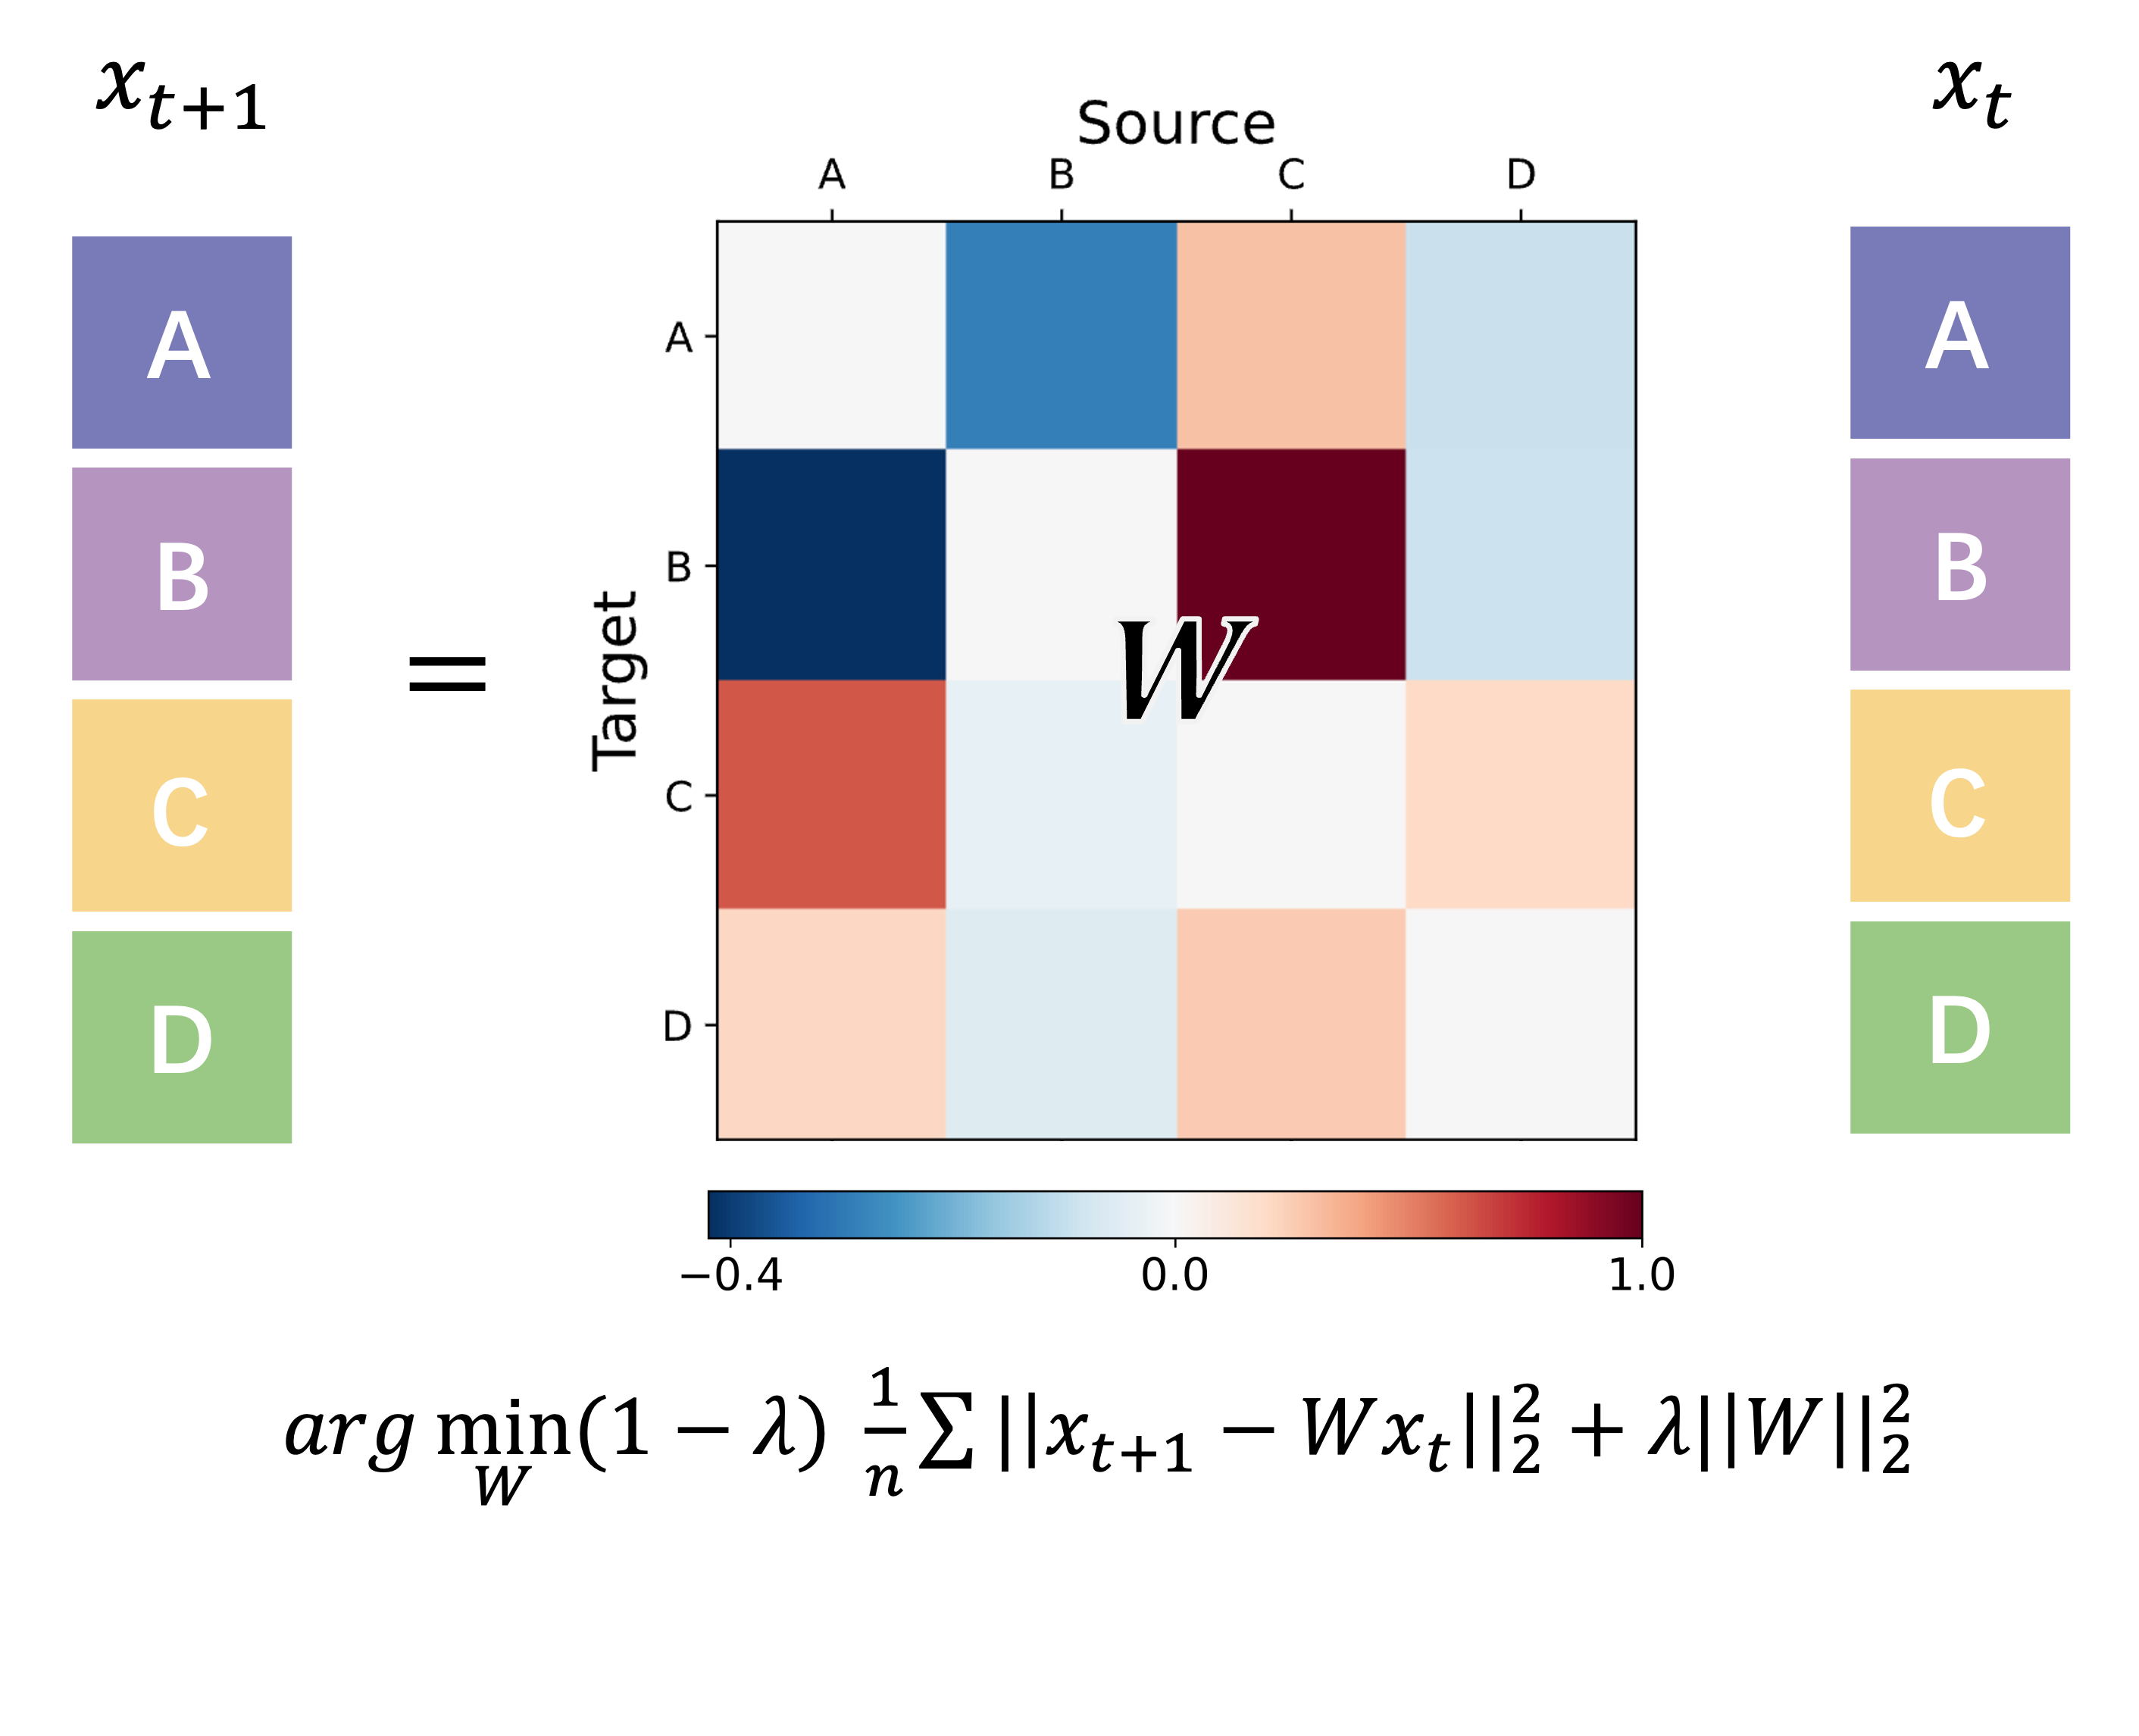 x_{t+1}
x_t
Source
A B C D
A
A
A
B
B
B
=
Target
W
C
C
C
D
D
D
−0.4 0.0 1.0
arg min_W (1 − λ) 1/n Σ ||x_{t+1} − Wx_t||_2^2 + λ||W||_2^2